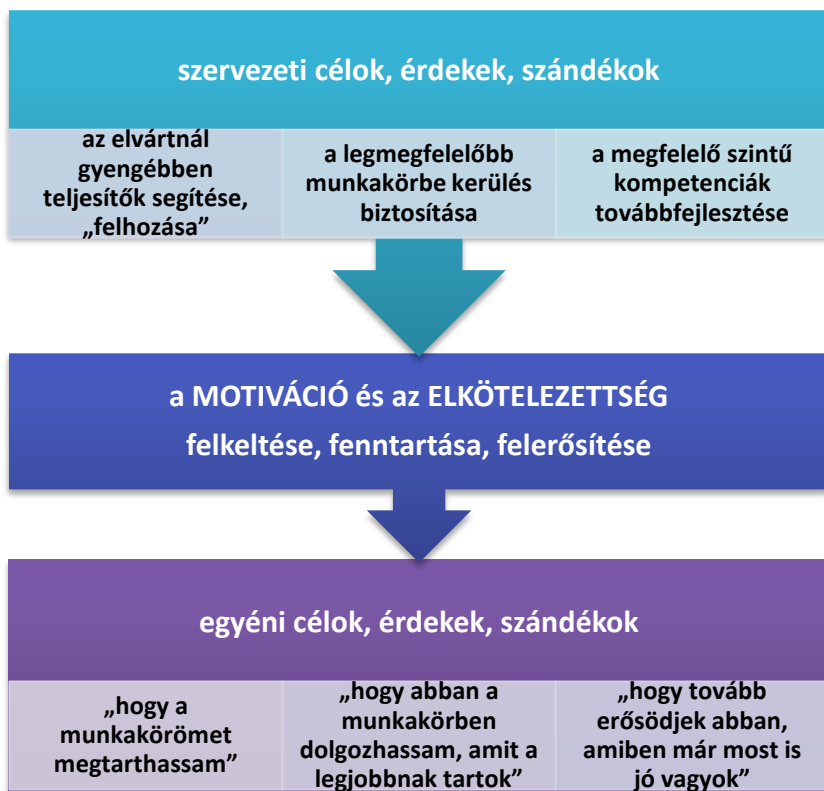 szervezeti célok, érdekek, szándékok
az elvártnál
gyengébben
teljesítők segítése,
„felhozása”
a legmegfelelőbb
munkakörbe kerülés
biztosítása
a megfelelő szintű
kompetenciák
továbbfejlesztése
a MOTIVÁCIÓ és az ELKÖTELEZETTSÉG
felkeltése, fenntartása, felerősítése
egyéni célok, érdekek, szándékok
„hogy a
munkakörömet
megtarthassam”
„hogy abban a
munkakörben
dolgozhassam, amit a
legjobbnak tartok”
„hogy tovább
erősödjek abban,
amiben már most is
jó vagyok”